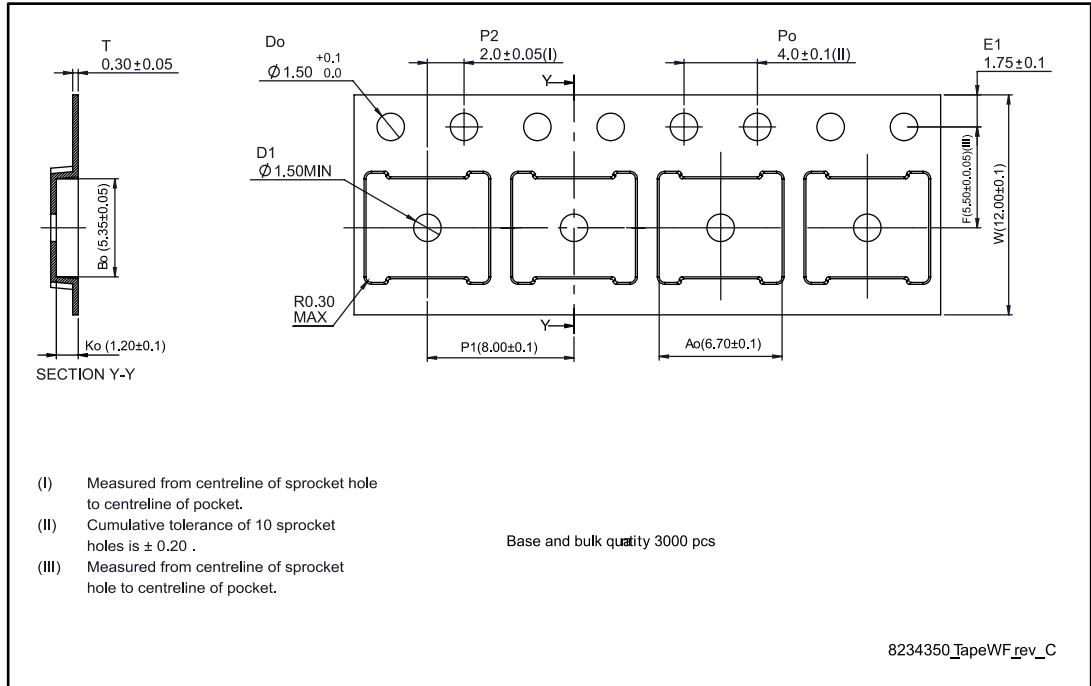 T
0.30±0.05
Do
Ø1.50 +0.1 0.0
P2
2.0±0.05(I)
Po
4.0±0.1(II)
E1
1.75±0.1
Y
D1
Ø1.50MIN
Bo (5.35±0.05)
F(5.50±0.0.05)(III)
W(12.00±0.1)
R0.30
MAX
Y
Ko (1.20±0.1)
P1(8.00±0.1)
Ao(6.70±0.1)
SECTION Y-Y
(I) Measured from centreline of sprocket hole
to centreline of pocket.
(II) Cumulative tolerance of 10 sprocket
holes is ± 0.20 .
(III) Measured from centreline of sprocket
hole to centreline of pocket.
Base and bulk quatity 3000 pcs
8234350_TapeWF_rev_C